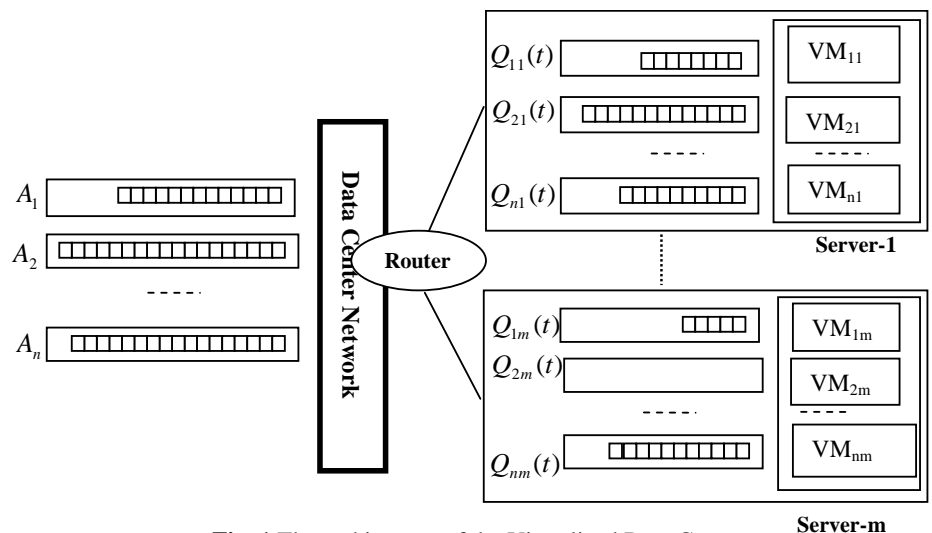 A₁
A₂
Aₙ
Data Center Network
Router
Q₁₁(t)
Q₂₁(t)
Qₙ₁(t)
VM₁₁
VM₂₁
VMₙ₁
Server-1
Q₁ₘ(t)
Q₂ₘ(t)
Qₙₘ(t)
VM₁ₘ
VM₂ₘ
VMₙₘ
Server-m